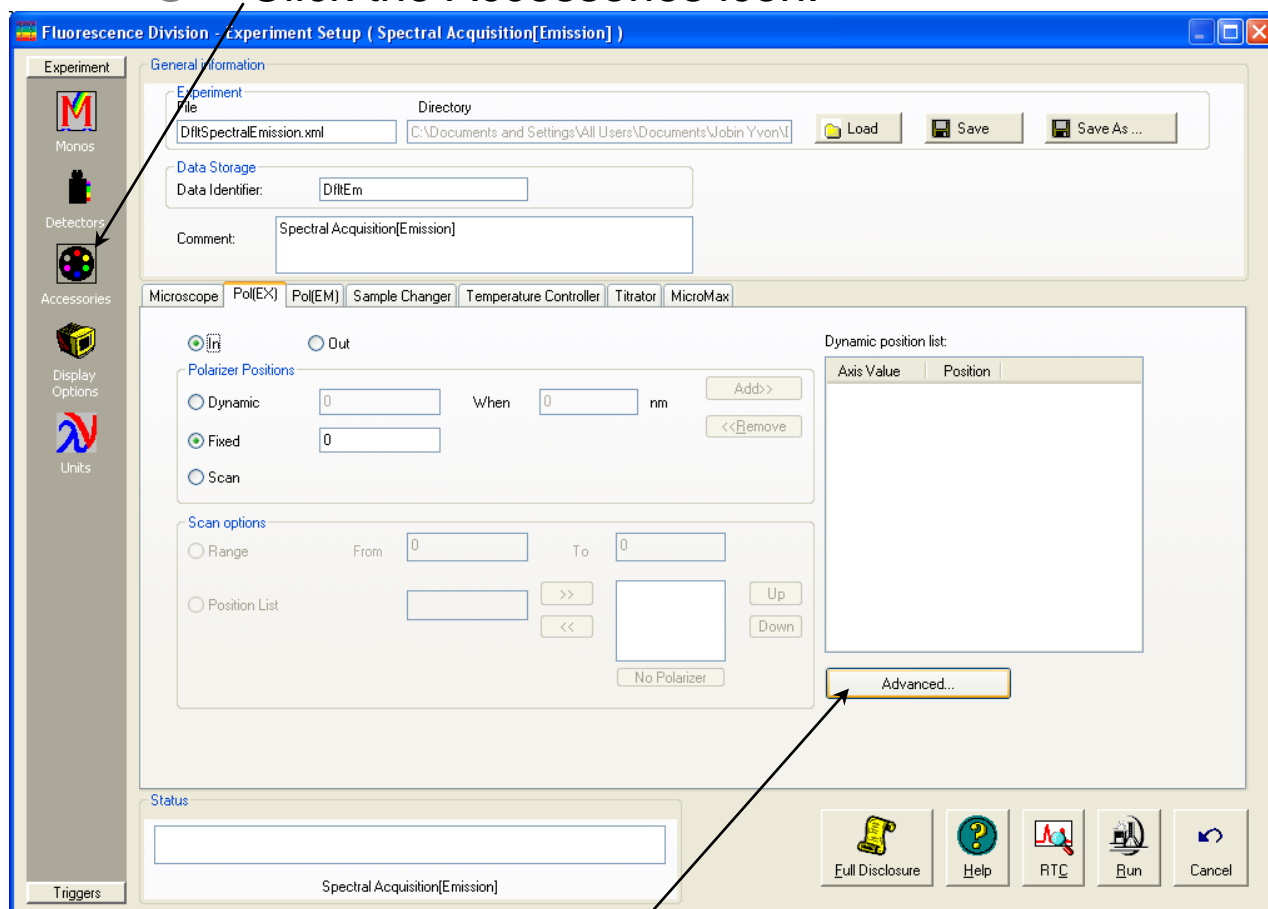 Click the Accessories icon.
Fluorescence Division - Experiment Setup ( Spectral Acquisition[Emission] )
Experiment
Monos
Detectors
Accessories
Display
Options
Units
Triggers
General information
Experiment
File Directory
DfltSpectralEmission.xml C:\Documents and Settings\All Users\Documents\Jobin Yvon\ Load Save Save As ...
Data Storage
Data Identifier: DfltEm
Comment: Spectral Acquisition[Emission]
Microscope Pol(EX) Pol(EM) Sample Changer Temperature Controller Titrator MicroMax
In Out
Polarizer Positions
Dynamic 0 When 0 nm Add>>
Fixed 0 <<Remove
Scan
Scan options
Range From 0 To 0
Position List >> Up
<< Down
No Polarizer
Dynamic position list:
Axis Value Position
Advanced...
Status
Spectral Acquisition[Emission]
Full Disclosure Help RTC Run Cancel